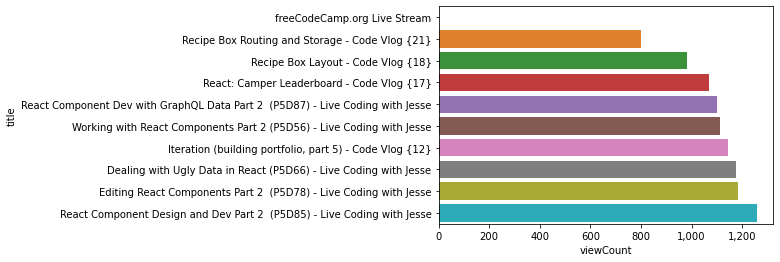 freeCodeCamp.org Live Stream
Recipe Box Routing and Storage - Code Vlog {21}
Recipe Box Layout - Code Vlog {18}
React: Camper Leaderboard - Code Vlog {17}
React Component Dev with GraphQL Data Part 2  (P5D87) - Live Coding with Jesse
Working with React Components Part 2 (P5D56) - Live Coding with Jesse
Iteration (building portfolio, part 5) - Code Vlog {12}
Dealing with Ugly Data in React (P5D66) - Live Coding with Jesse
Editing React Components Part 2  (P5D78) - Live Coding with Jesse
React Component Design and Dev Part 2  (P5D85) - Live Coding with Jesse
title
0 200 400 600 800 1,000 1,200
viewCount